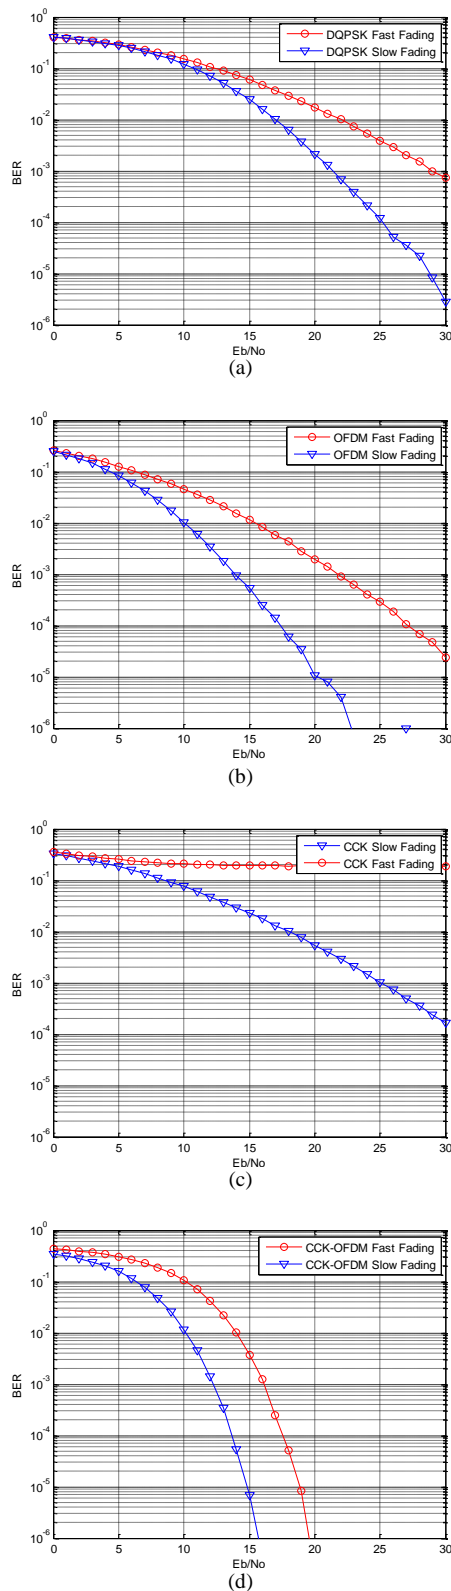 10^0
DQPSK Fast Fading
DQPSK Slow Fading
10^-1
10^-2
BER
10^-3
10^-4
10^-5
10^-6
0 5 10 15 20 25 30
Eb/No
(a)
10^0
OFDM Fast Fading
OFDM Slow Fading
10^-1
10^-2
BER
10^-3
10^-4
10^-5
10^-6
0 5 10 15 20 25 30
Eb/No
(b)
10^0
CCK Slow Fading
CCK Fast Fading
10^-1
10^-2
BER
10^-3
10^-4
10^-5
10^-6
0 5 10 15 20 25 30
Eb/No
(c)
10^0
CCK-OFDM Fast Fading
CCK-OFDM Slow Fading
10^-1
10^-2
BER
10^-3
10^-4
10^-5
10^-6
0 5 10 15 20 25 30
Eb/No
(d)